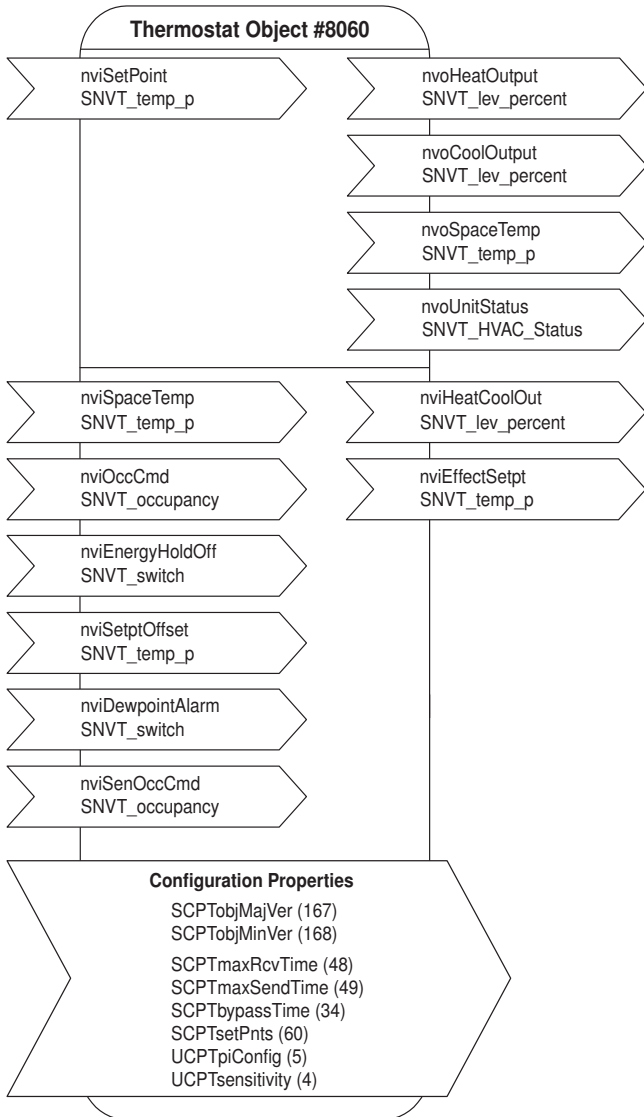 Thermostat Object #8060
nviSetPoint
SNVT_temp_p
nvoHeatOutput
SNVT_lev_percent
nvoCoolOutput
SNVT_lev_percent
nvoSpaceTemp
SNVT_temp_p
nvoUnitStatus
SNVT_HVAC_Status
nviSpaceTemp
SNVT_temp_p
nviHeatCoolOut
SNVT_lev_percent
nviOccCmd
SNVT_occupancy
nviEffectSetpt
SNVT_temp_p
nviEnergyHoldOff
SNVT_switch
nviSetptOffset
SNVT_temp_p
nviDewpointAlarm
SNVT_switch
nviSenOccCmd
SNVT_occupancy
Configuration Properties
SCPTobjMajVer (167)
SCPTobjMinVer (168)
SCPTmaxRcvTime (48)
SCPTmaxSendTime (49)
SCPTbypassTime (34)
SCPTsetPnts (60)
UCPTpiConfig (5)
UCPTsensitivity (4)